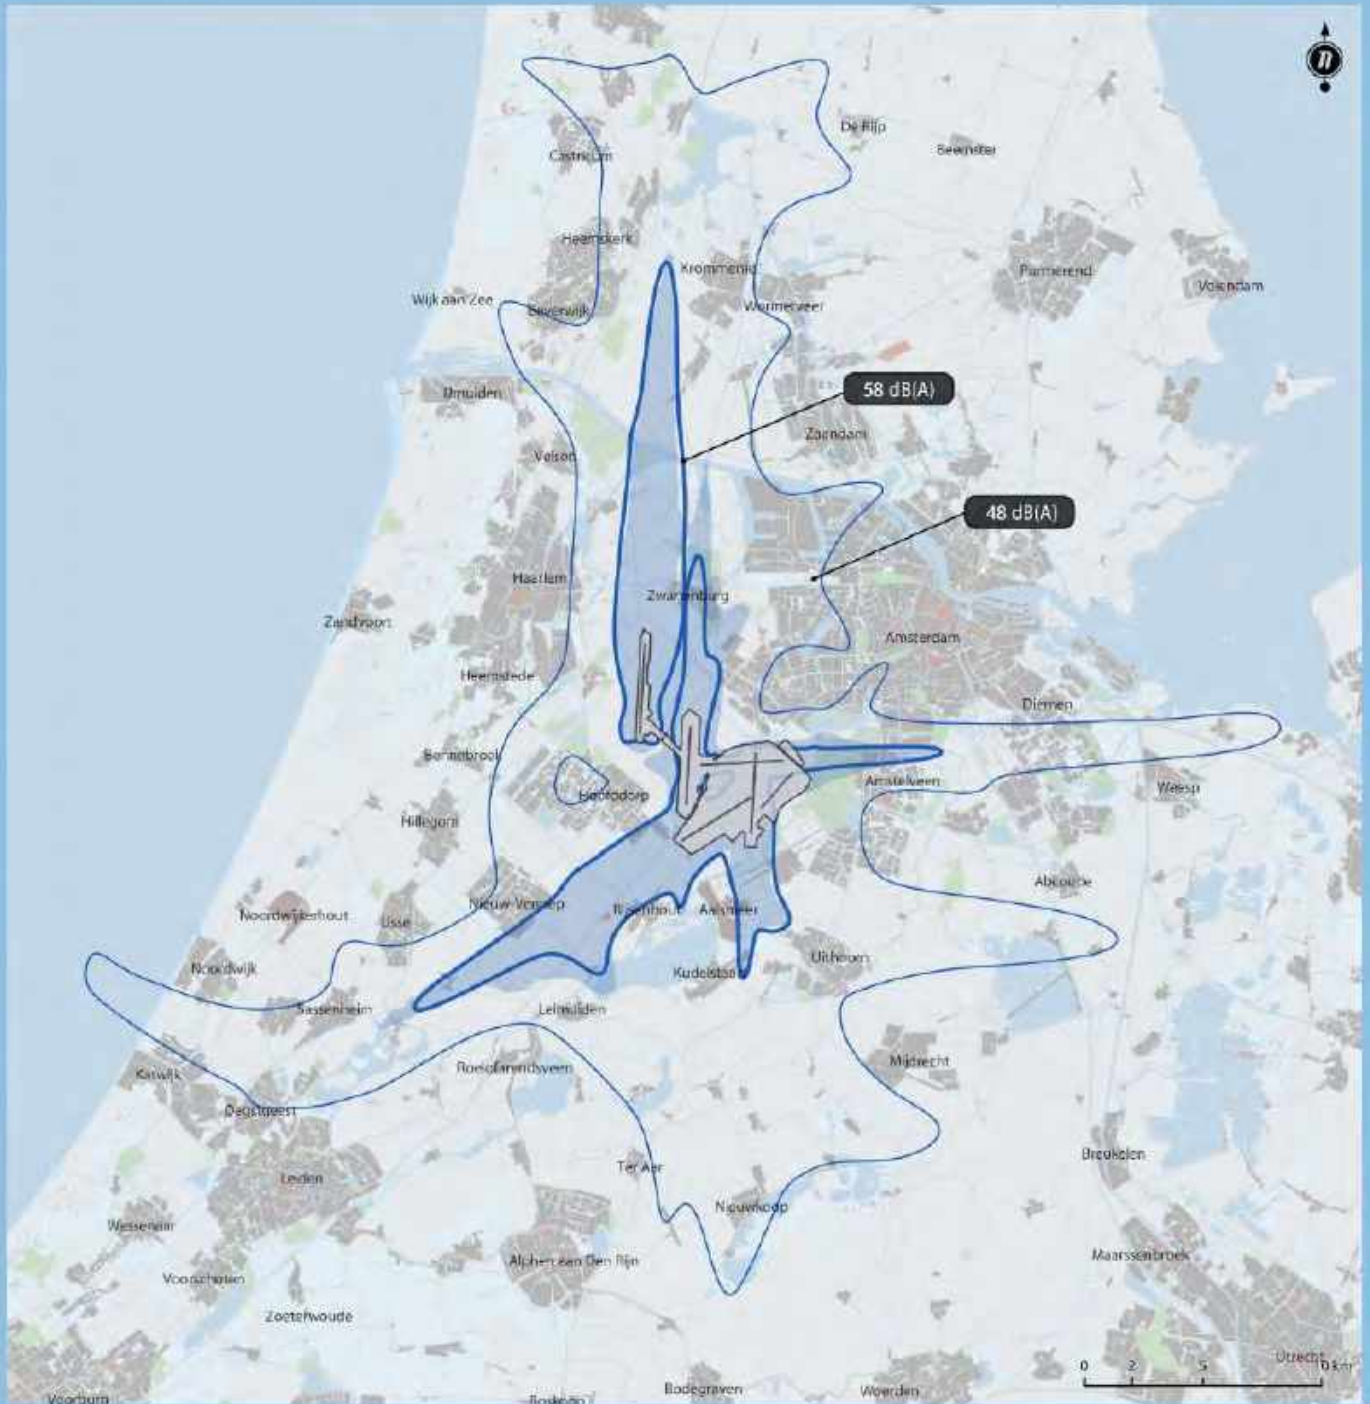 N
De Rijp
Beemster
Castricum
Heemskerk
Krommenie
Purmerend
Volendam
Wijk aan Zee
Beverwijk
Wormerveer
58 dB(A)
IJmuiden
Zaandam
Velsen
48 dB(A)
Haarlem
Zwanenburg
Zandvoort
Amsterdam
Heemstede
Diemen
Bennebroek
Amstelveen
Weesp
Hoofddorp
Hillegom
Abcoude
Nieuw-Vennep
Rijsenhout
Aalsmeer
Noordwijkerhout
Lisse
Uithoorn
Noordwijk
Kudelstaart
Sassenheim
Leimuiden
Mijdrecht
Roelofarendsveen
Katwijk
Oegstgeest
Breukelen
Ter Aar
Leiden
Nieuwkoop
Wassenaar
Maarssenbroek
Alphen aan Den Rijn
Voorschoten
Zoeterwoude
Utrecht
0 2 5
Bodegraven
Woerden
Voorburg
Boskoop